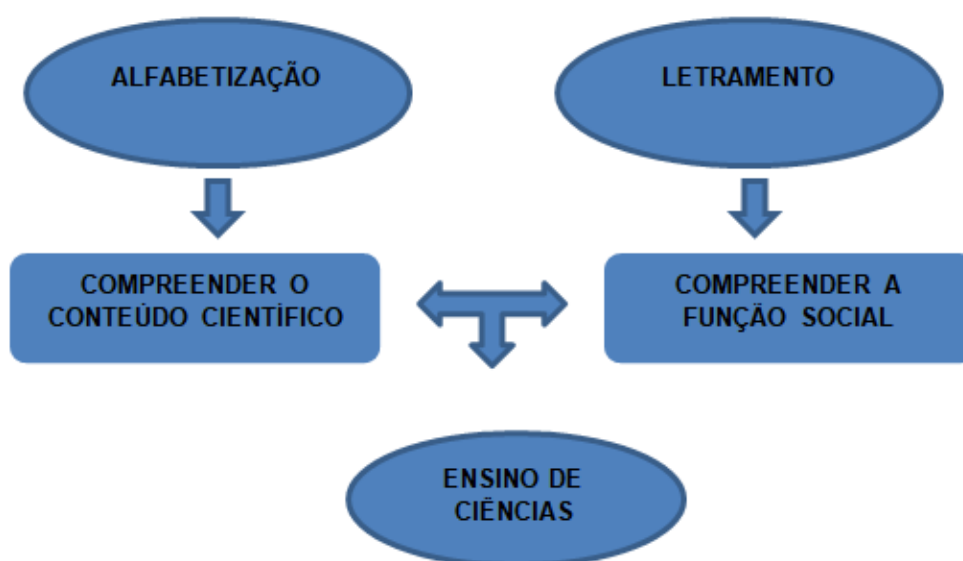 ALFABETIZAÇÃO
LETRAMENTO
COMPREENDER O
CONTEÚDO CIENTÍFICO
COMPREENDER A
FUNÇÃO SOCIAL
ENSINO DE
CIÊNCIAS